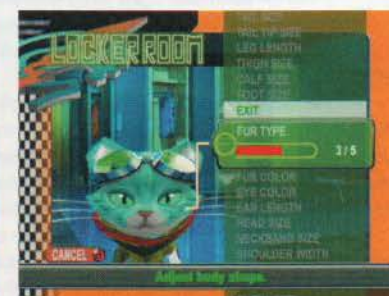 LOCKER ROOM
TAIL TIP SIZE
LEG LENGTH
THIGH SIZE
CALF SIZE
FOOT SIZE
EXIT
FUR TYPE
3/5
FUR COLOR
EYE COLOR
EAR LENGTH
HEAD SIZE
NECKBAND SIZE
SHOULDER WIDTH
CANCEL
Adjust body shape.